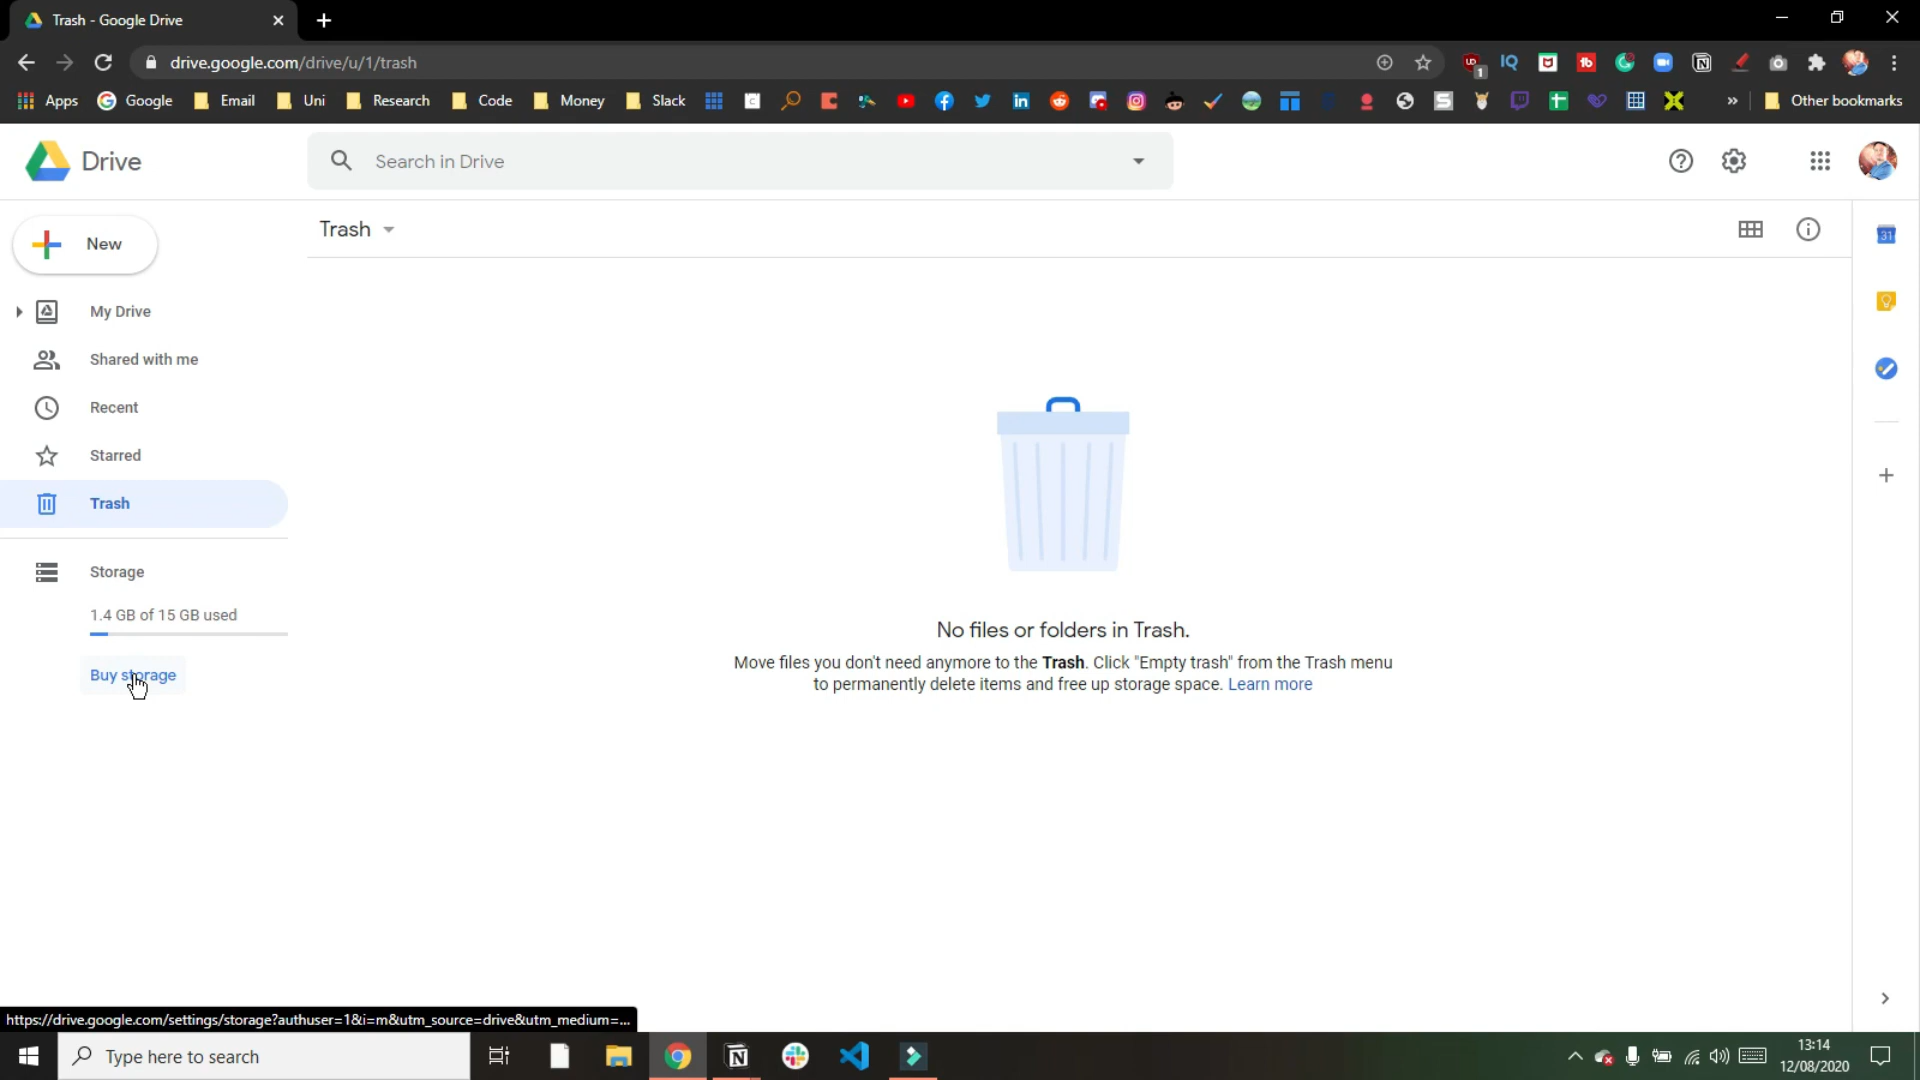 Trash - Google Drive
drive.google.com/drive/u/1/trash
Apps Google Email Uni Research Code Money Slack » Other bookmarks
Drive
Search in Drive
New
Trash
My Drive
Shared with me
Recent
Starred
Trash
Storage
1.4 GB of 15 GB used
Buy storage
No files or folders in Trash.
Move files you don't need anymore to the Trash. Click "Empty trash" from the Trash menu
to permanently delete items and free up storage space. Learn more
https://drive.google.com/settings/storage?authuser=1&i=m&utm_source=drive&utm_medium=...
Type here to search
13:14
12/08/2020